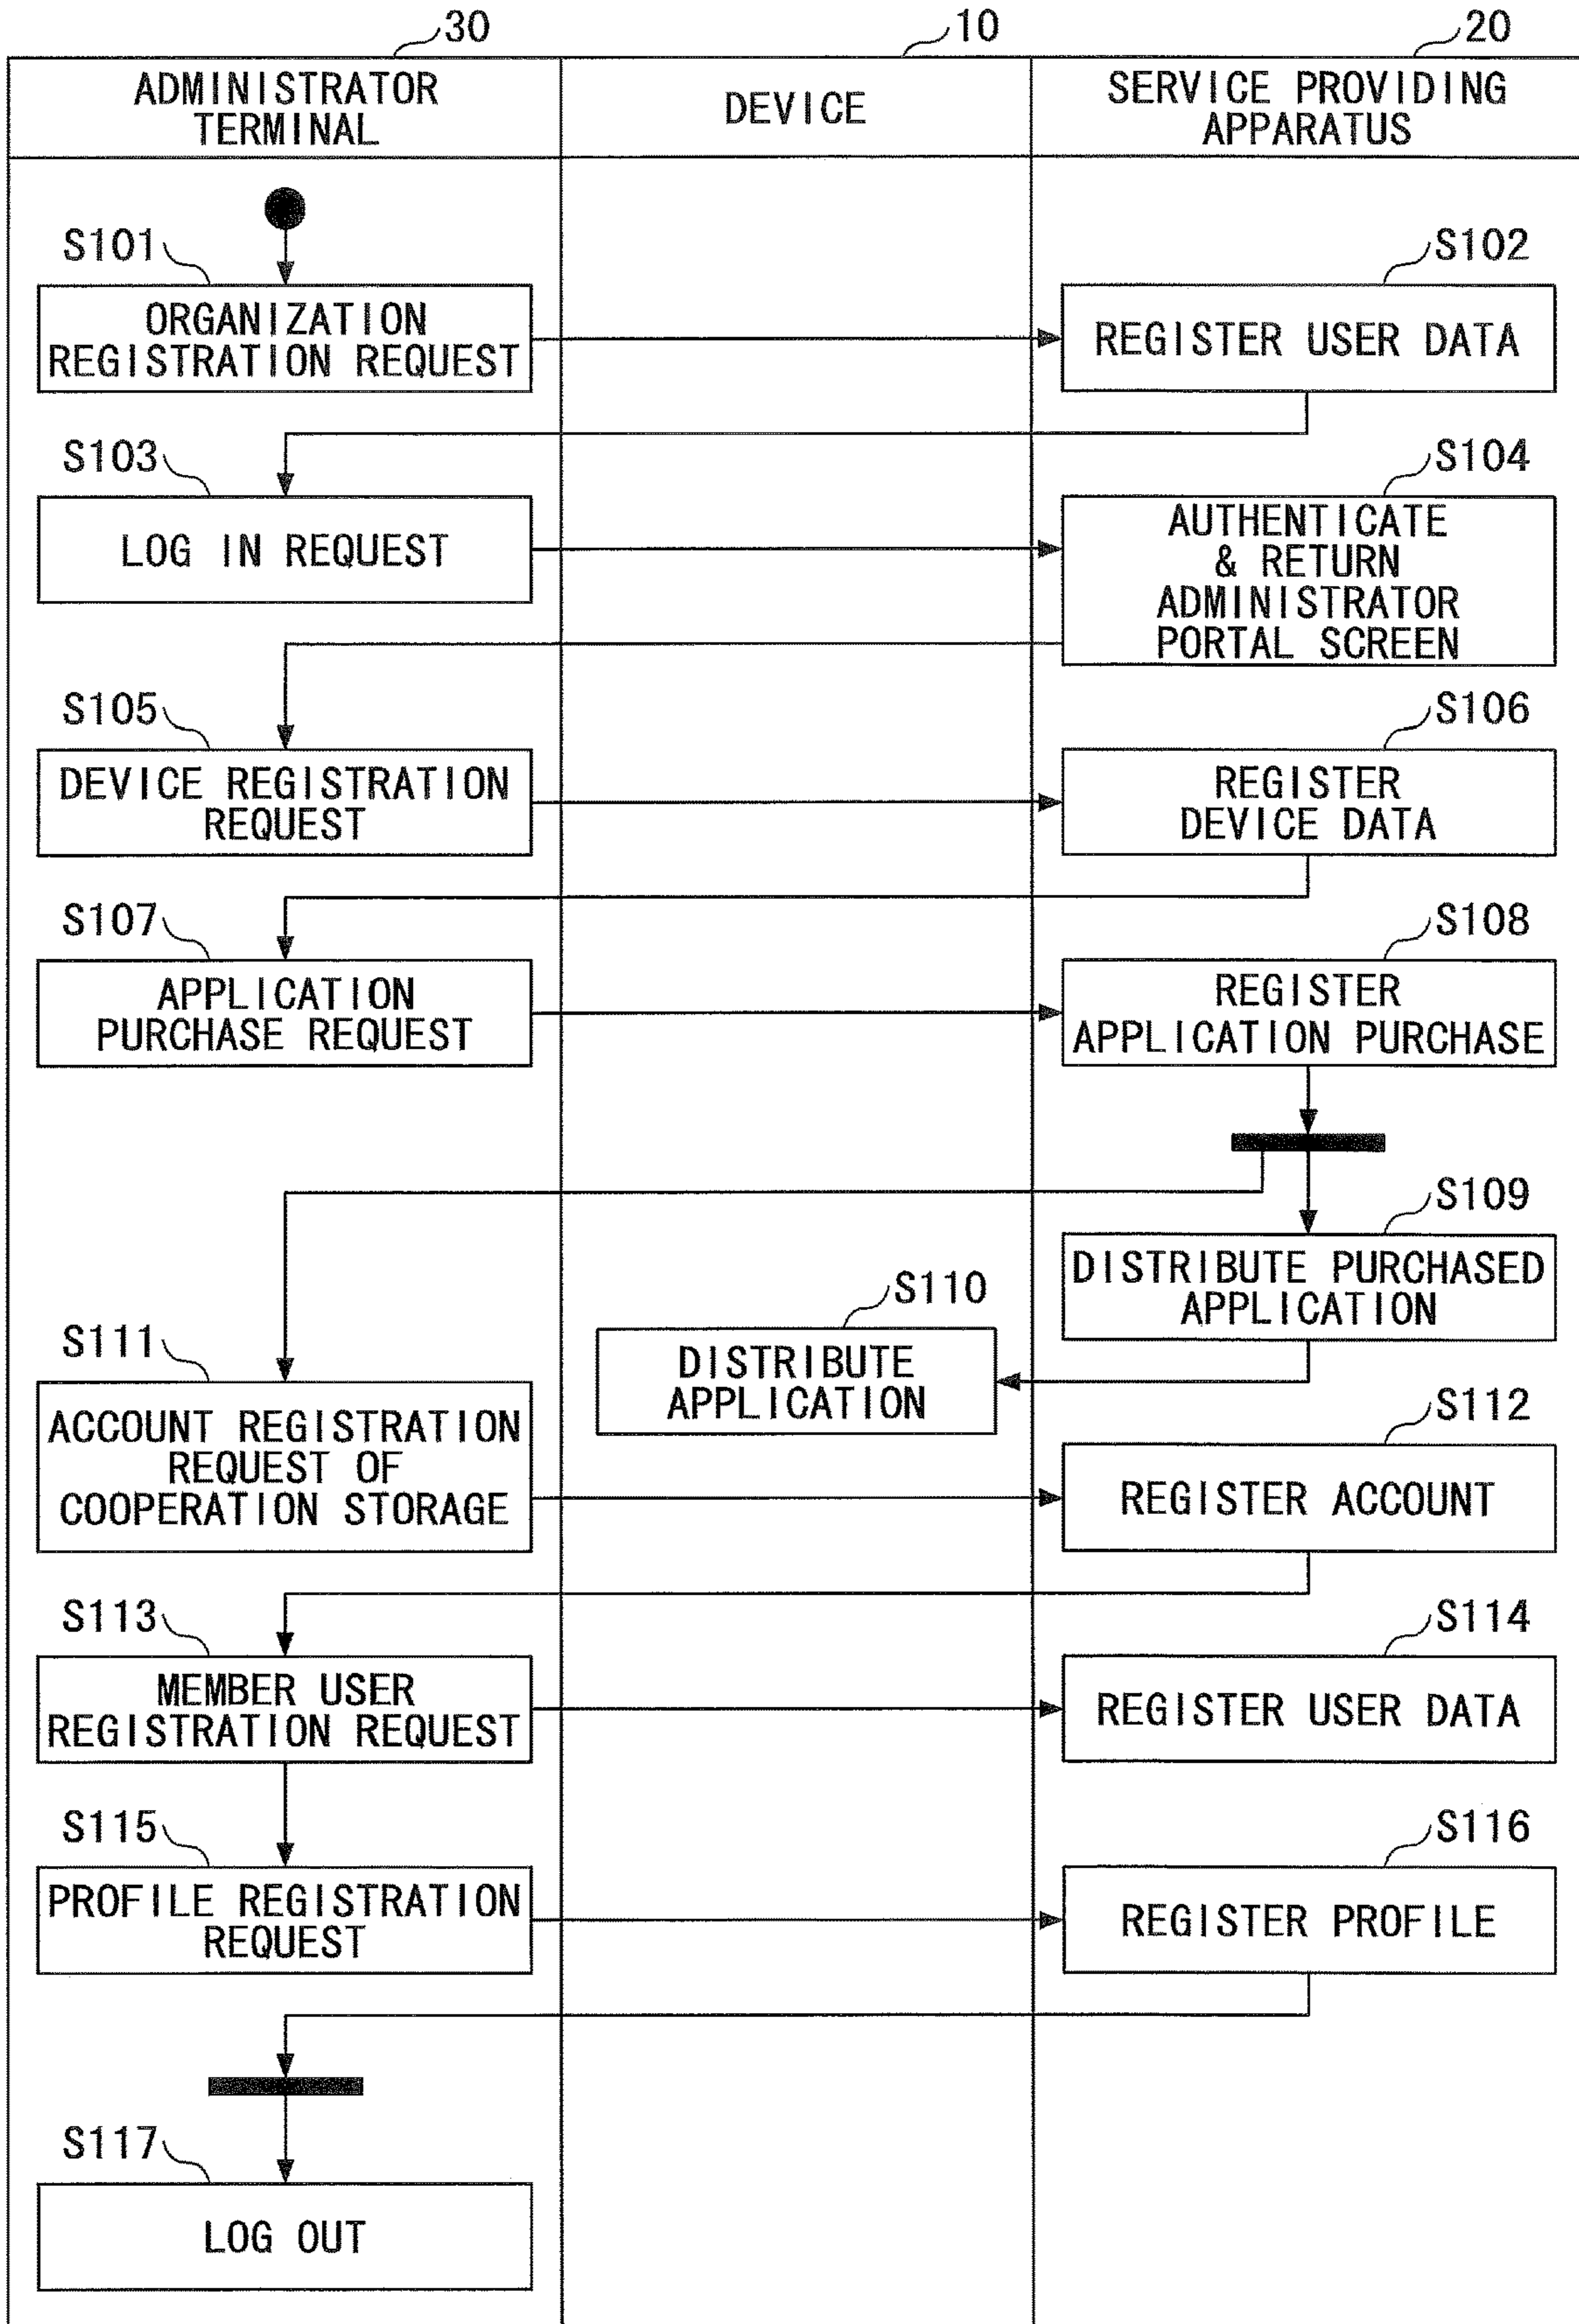 30
10
20
ADMINISTRATOR
TERMINAL
DEVICE
SERVICE PROVIDING
APPARATUS
S101
ORGANIZATION
REGISTRATION REQUEST
S102
REGISTER USER DATA
S103
LOG IN REQUEST
S104
AUTHENTICATE
& RETURN
ADMINISTRATOR
PORTAL SCREEN
S105
DEVICE REGISTRATION
REQUEST
S106
REGISTER
DEVICE DATA
S107
APPLICATION
PURCHASE REQUEST
S108
REGISTER
APPLICATION PURCHASE
S109
DISTRIBUTE PURCHASED
APPLICATION
S110
DISTRIBUTE
APPLICATION
S111
ACCOUNT REGISTRATION
REQUEST OF
COOPERATION STORAGE
S112
REGISTER ACCOUNT
S113
MEMBER USER
REGISTRATION REQUEST
S114
REGISTER USER DATA
S115
PROFILE REGISTRATION
REQUEST
S116
REGISTER PROFILE
S117
LOG OUT